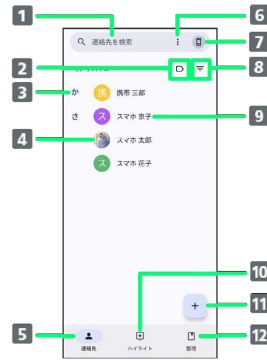 1
6
連絡先を検索
7
2
8
3
か
携
携帯 三郎
さ
ス
スマホ 京子
9
4
スマホ 太郎
ス
スマホ 花子
10
+
11
5
連絡先
ハイライト
整理
12